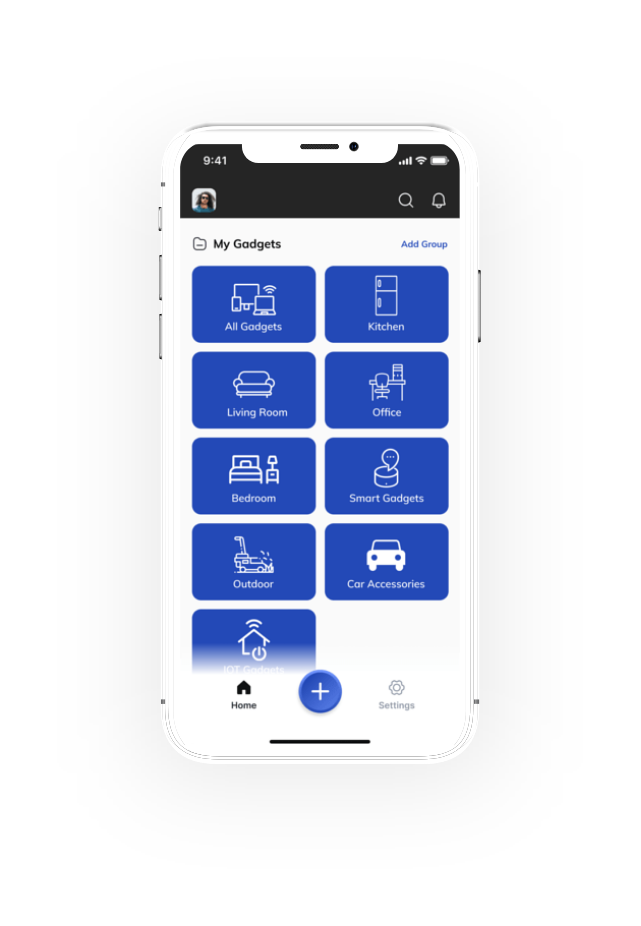 9:41
My Gadgets
Add Group
All Gadgets
Kitchen
Living Room
Office
Bedroom
Smart Gadgets
Outdoor
Car Accessories
IOT Gadgets
Home
Settings